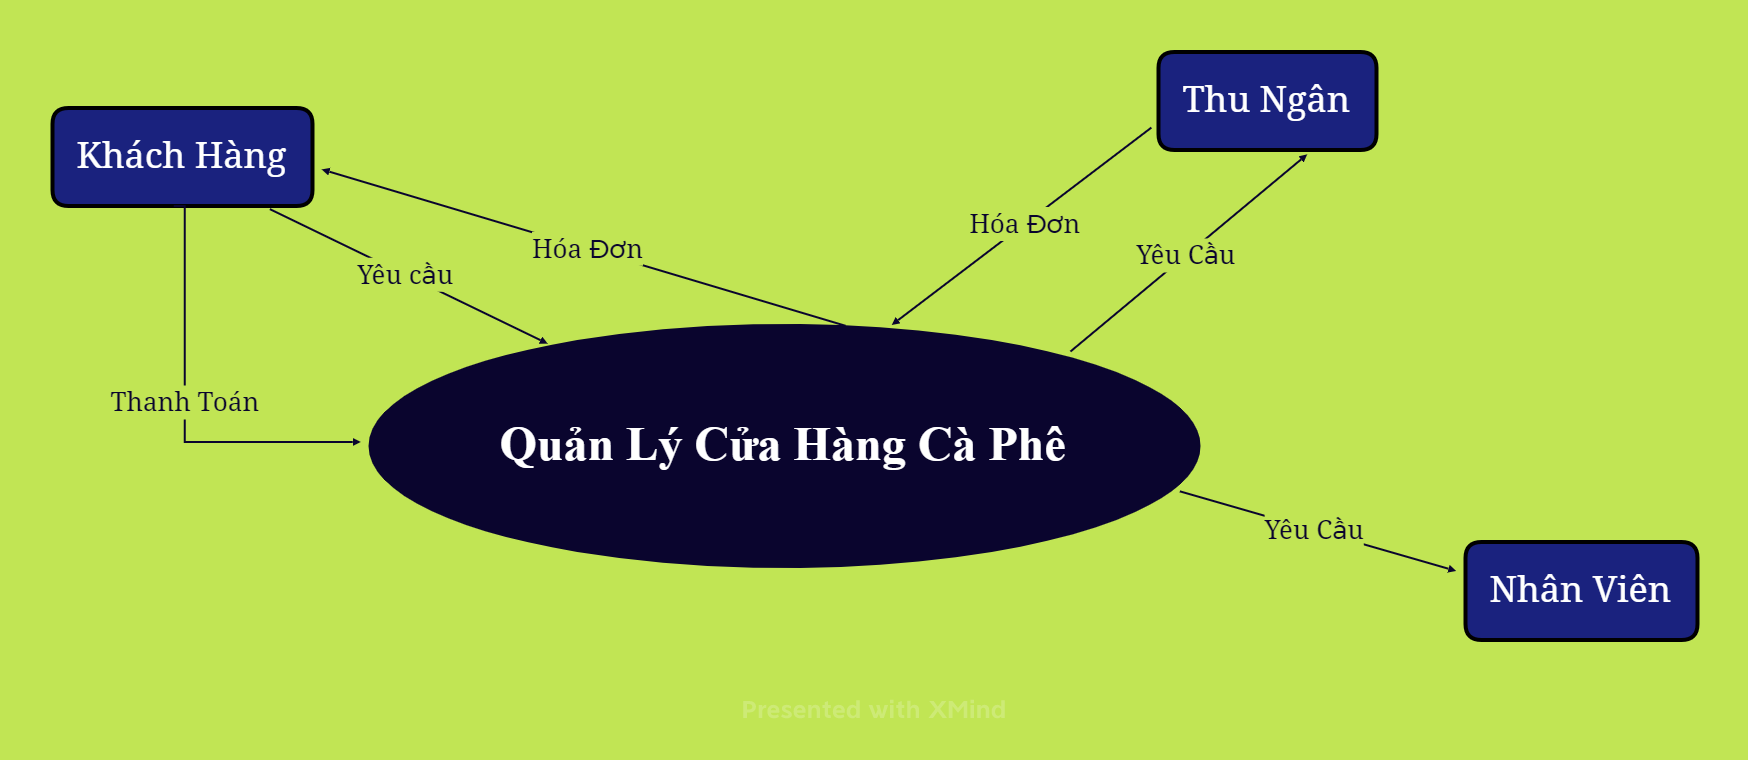 Thu Ngân
Khách Hàng
Hóa Đơn
Hóa Đơn
Yêu Cầu
Yêu cầu
Thanh Toán
Quản Lý Cửa Hàng Cà Phê
Yêu Cầu
Nhân Viên
Presented with XMind